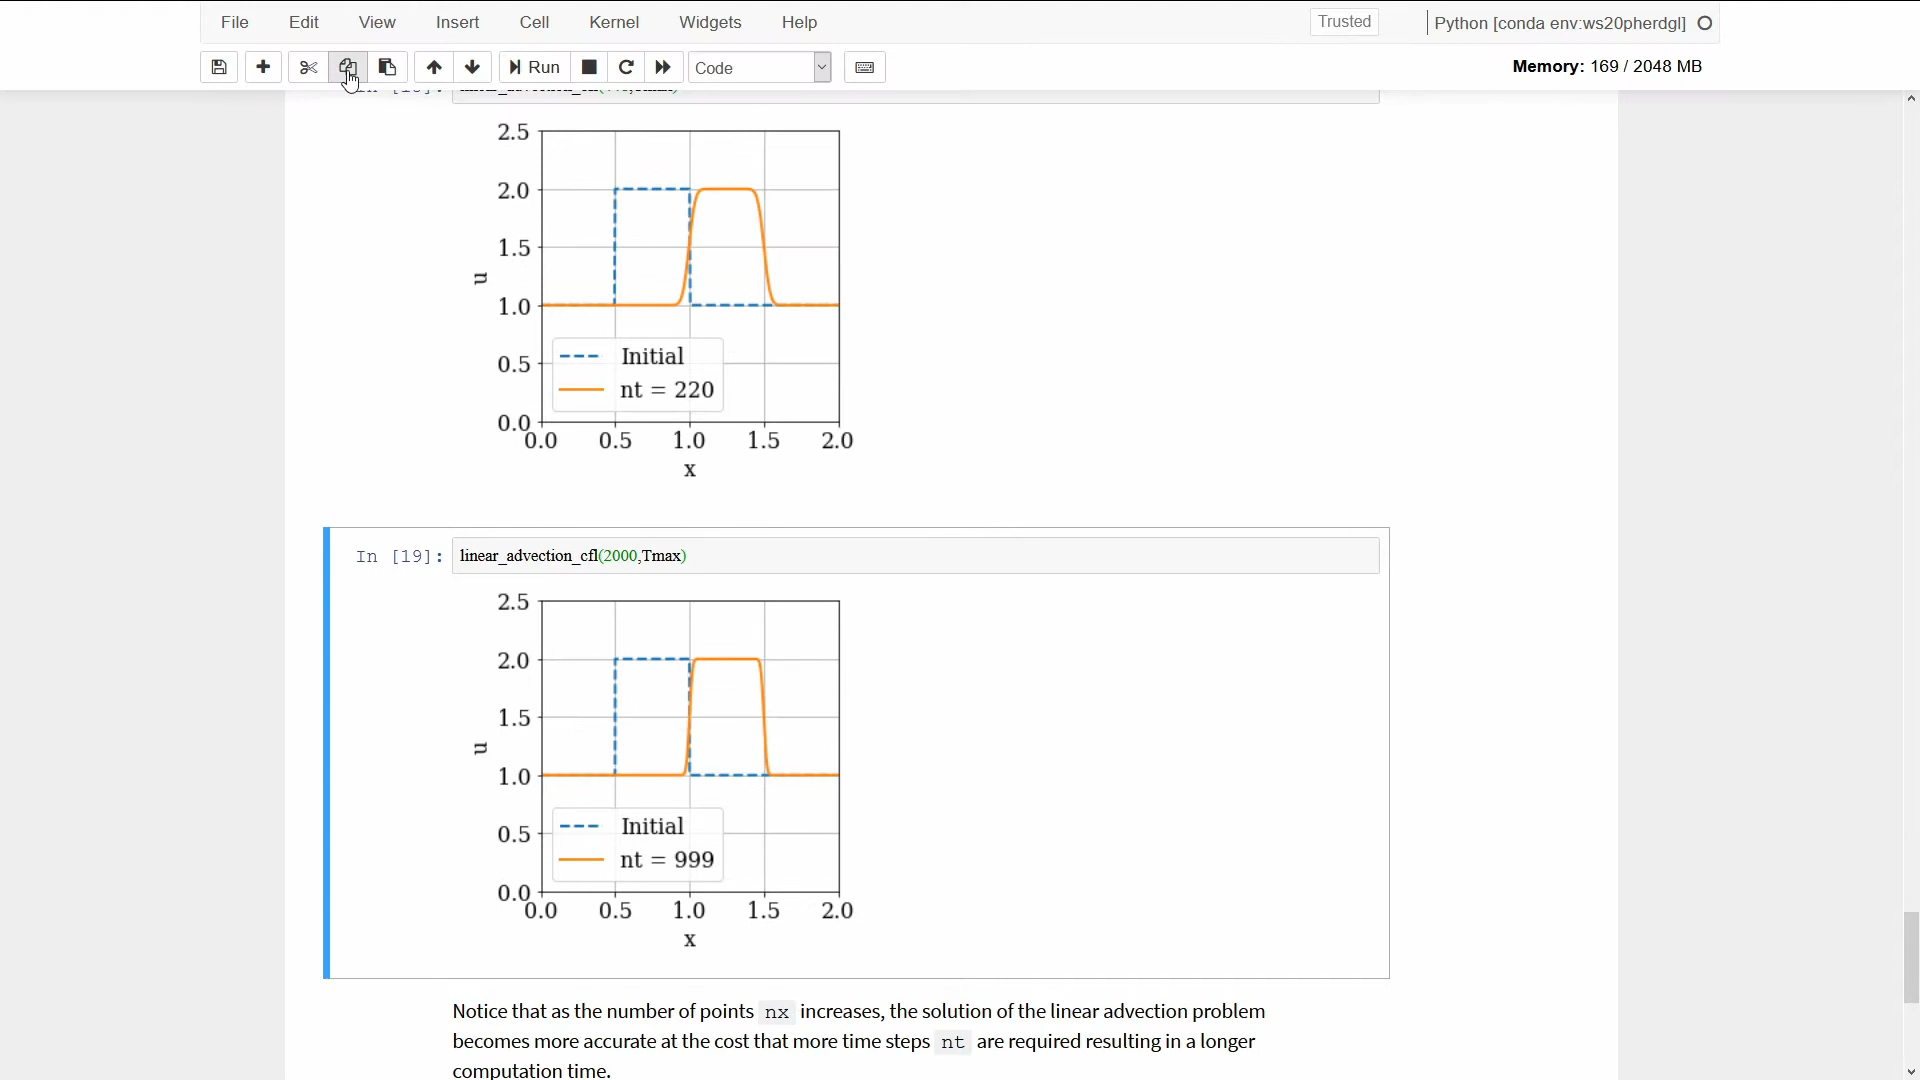 File Edit View Insert Cell Kernel Widgets Help Trusted Python [conda env:ws20pherdgl]
Run Code Memory: 169 / 2048 MB
2.5
2.0
1.5
u
1.0
0.5
Initial
nt = 220
0.0
0.0 0.5 1.0 1.5 2.0
x
In [19]: linear_advection_cfl(2000,Tmax)
2.5
2.0
1.5
u
1.0
0.5
Initial
nt = 999
0.0
0.0 0.5 1.0 1.5 2.0
x
Notice that as the number of points nx increases, the solution of the linear advection problem
becomes more accurate at the cost that more time steps nt are required resulting in a longer
computation time.